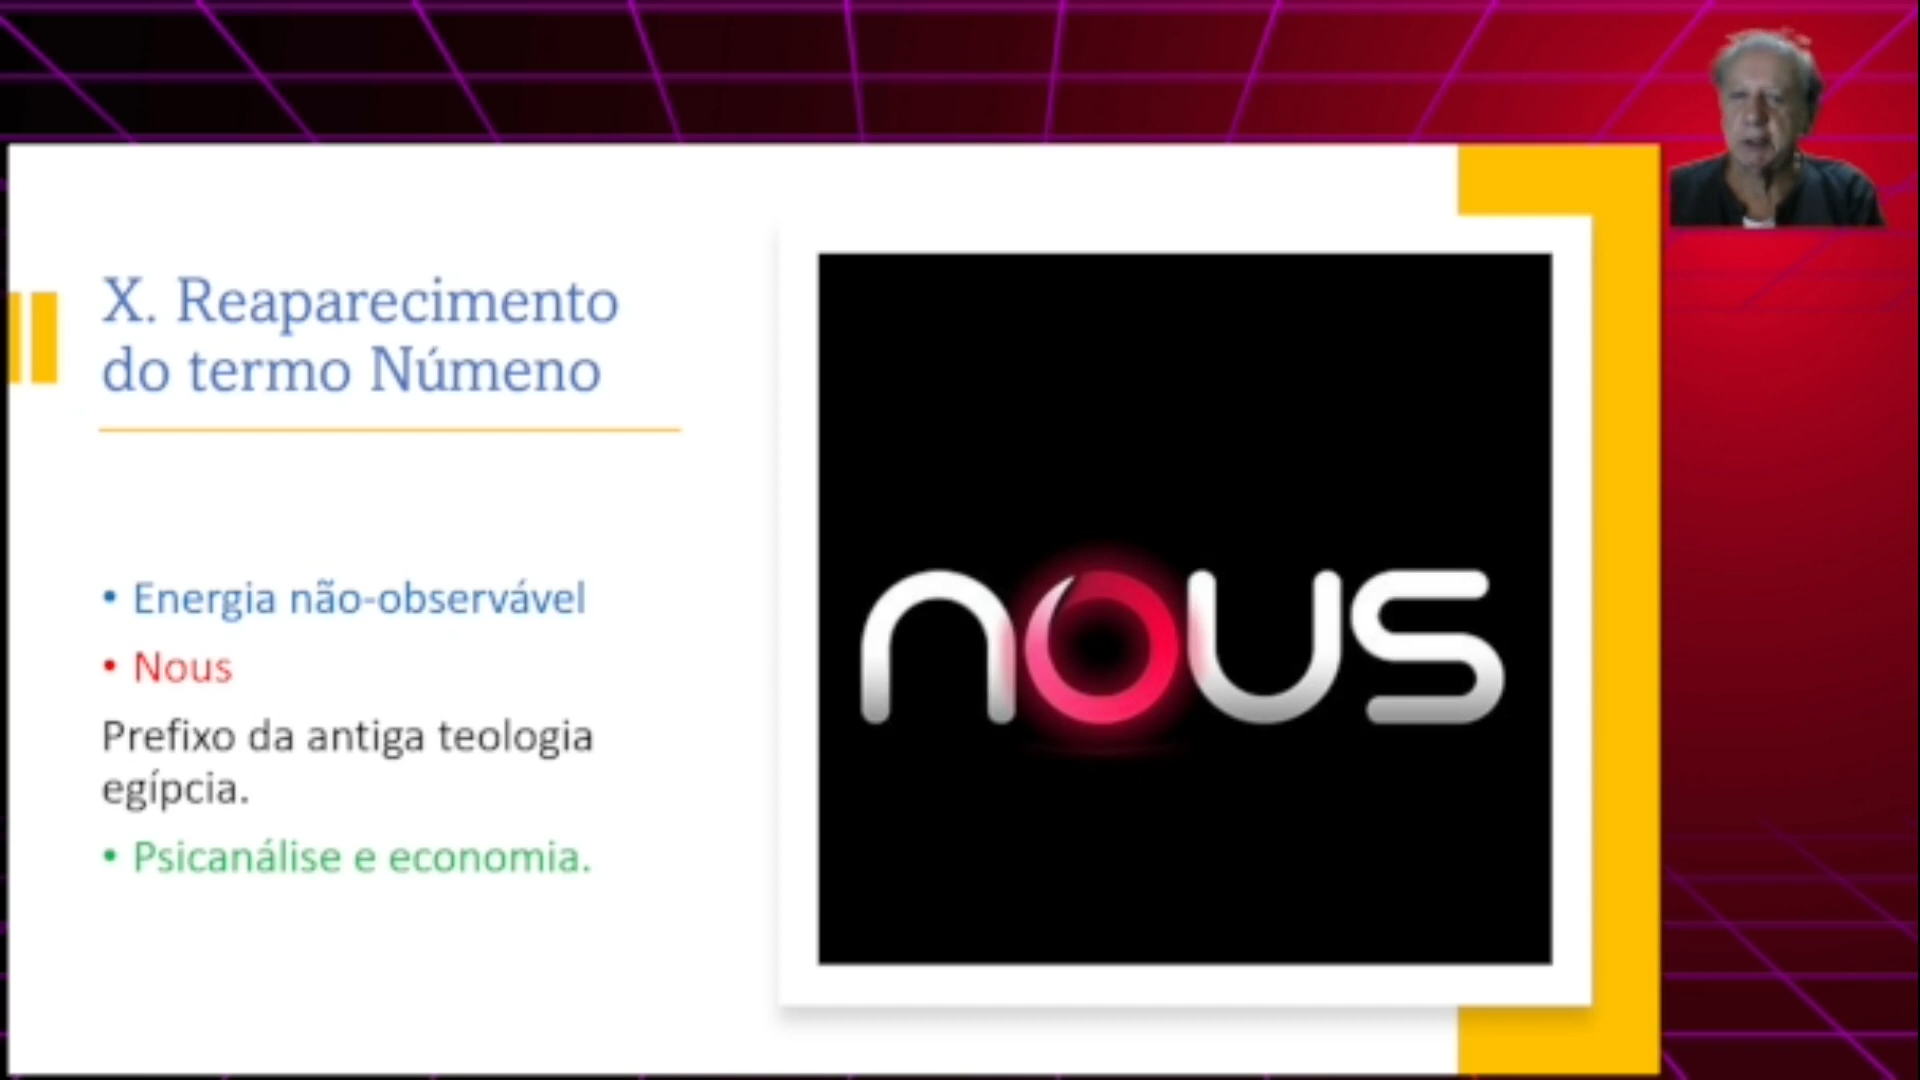 X. Reaparecimento
do termo Númeno
• Energia não-observável
• Nous
Prefixo da antiga teologia
egípcia.
• Psicanálise e economia.
nous